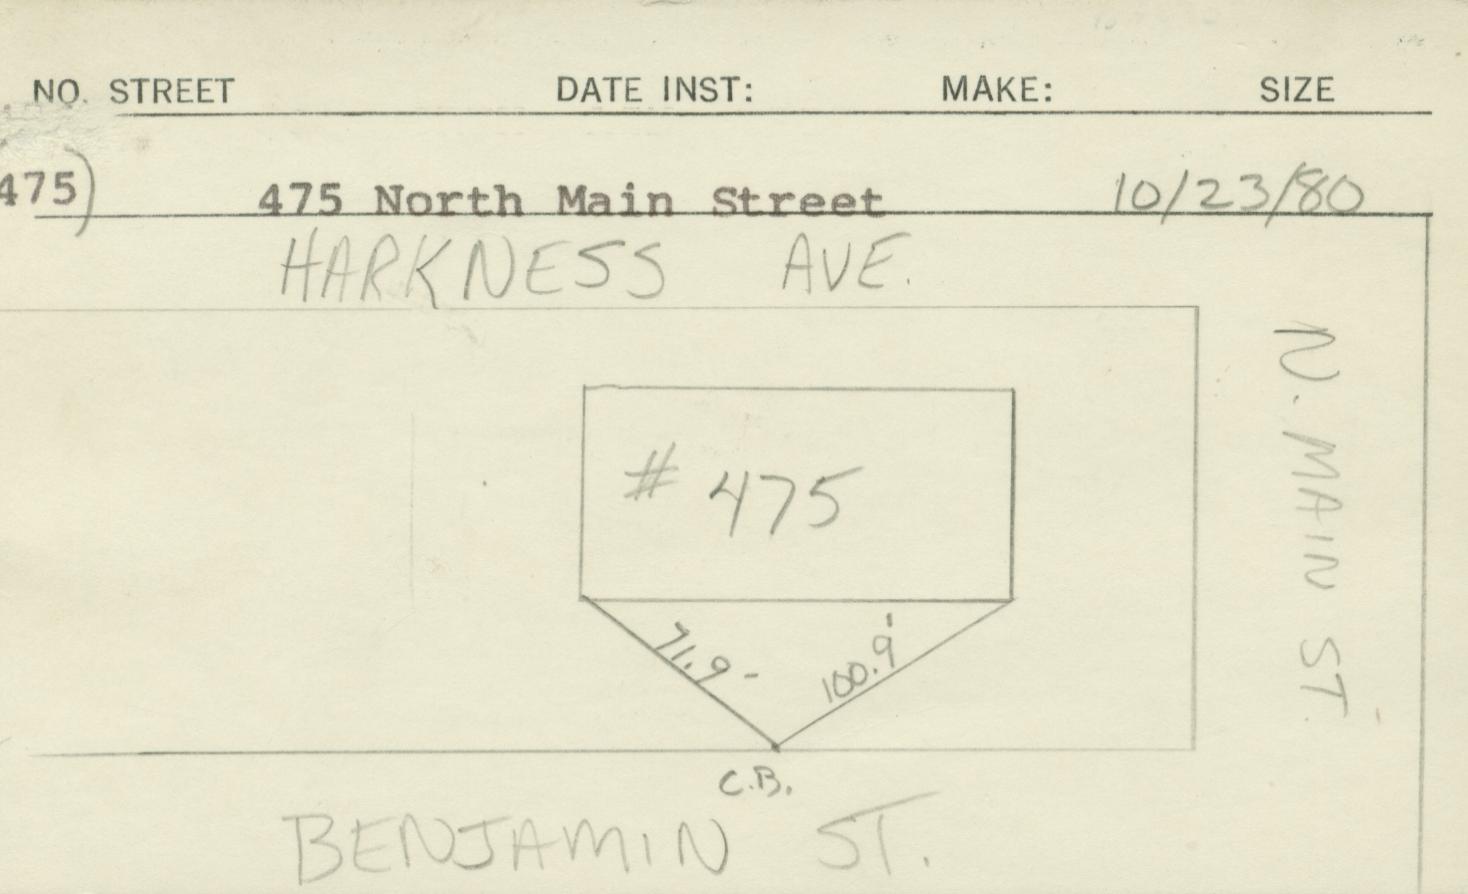 NO. STREET DATE INST: MAKE: SIZE
475) 475 North Main Street 10/23/80
HARKNESS AVE.
N. MAIN ST.
# 475
71.9 -
100.9'
C.B.
BENJAMIN ST.